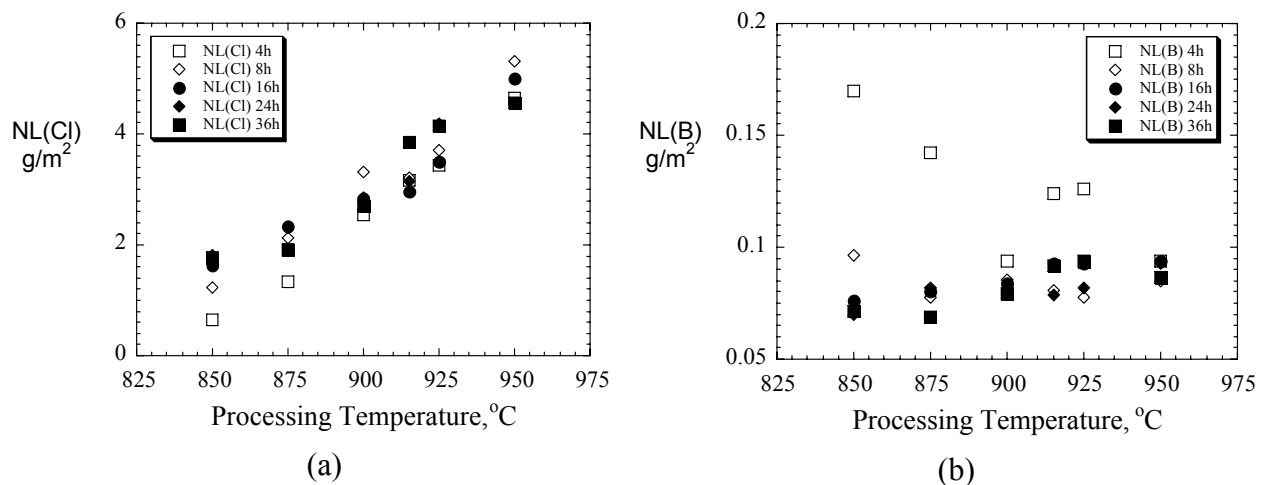 6
4
2
0
NL(Cl)
g/m²
NL(Cl) 4h
NL(Cl) 8h
NL(Cl) 16h
NL(Cl) 24h
NL(Cl) 36h
825 850 875 900 925 950 975
Processing Temperature,°C
(a)
0.2
0.15
0.1
0.05
NL(B)
g/m²
NL(B) 4h
NL(B) 8h
NL(B) 16h
NL(B) 24h
NL(B) 36h
825 850 875 900 925 950 975
Processing Temperature, °C
(b)